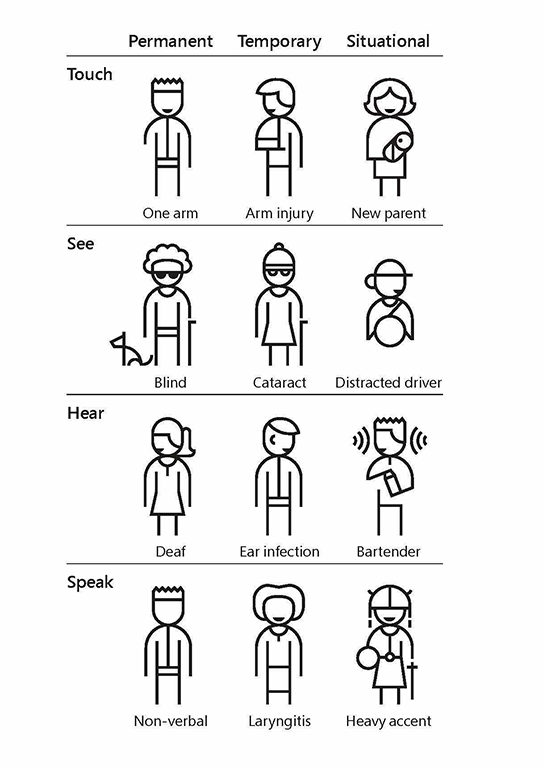 Permanent Temporary Situational
Touch
One arm Arm injury New parent
See
Blind Cataract Distracted driver
Hear
Deaf Ear infection Bartender
Speak
Non-verbal Laryngitis Heavy accent